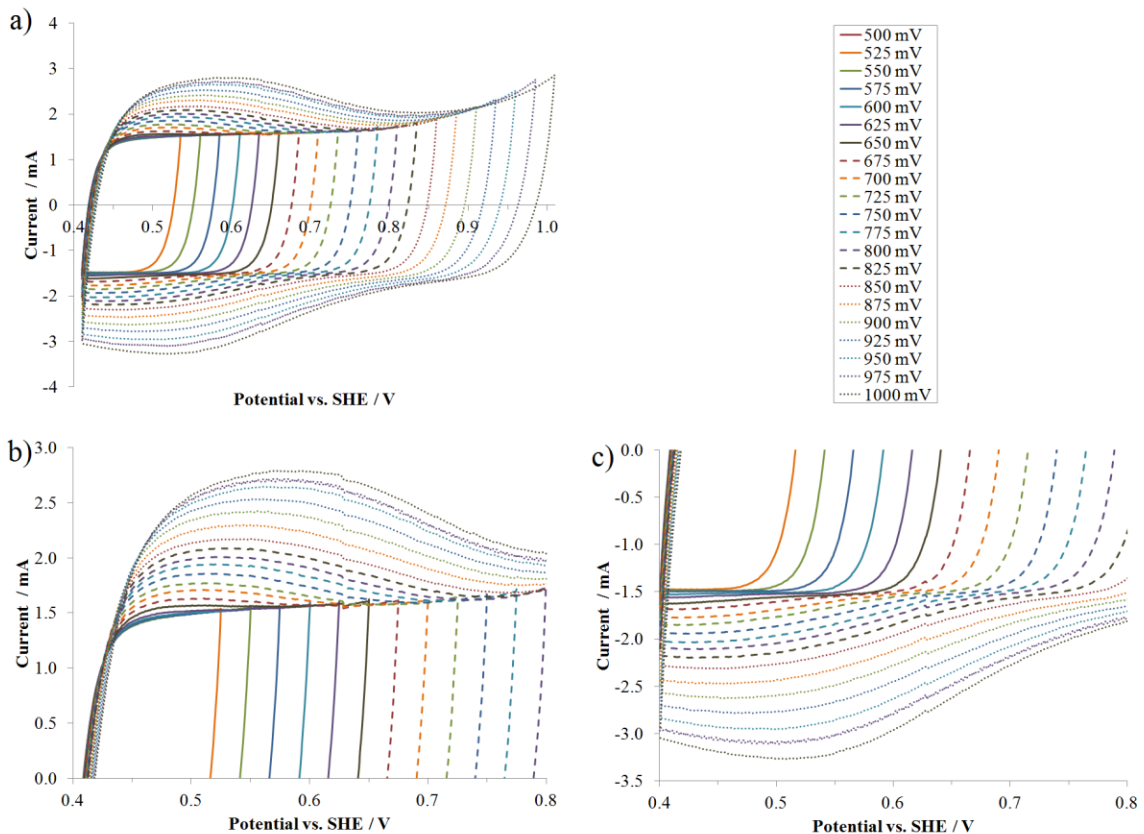 a)
4
3
2
1
0
-1
-2
-3
-4
Current / mA
0.4 0.5 0.6 0.7 0.8 0.9 1.0
Potential vs. SHE / V
500 mV
525 mV
550 mV
575 mV
600 mV
625 mV
650 mV
675 mV
700 mV
725 mV
750 mV
775 mV
800 mV
825 mV
850 mV
875 mV
900 mV
925 mV
950 mV
975 mV
1000 mV
b)
3.0
2.5
2.0
1.5
1.0
0.5
0.0
Current / mA
0.4 0.5 0.6 0.7 0.8
Potential vs. SHE / V
c)
0.0
-0.5
-1.0
-1.5
-2.0
-2.5
-3.0
-3.5
Current / mA
0.4 0.5 0.6 0.7 0.8
Potential vs. SHE / V